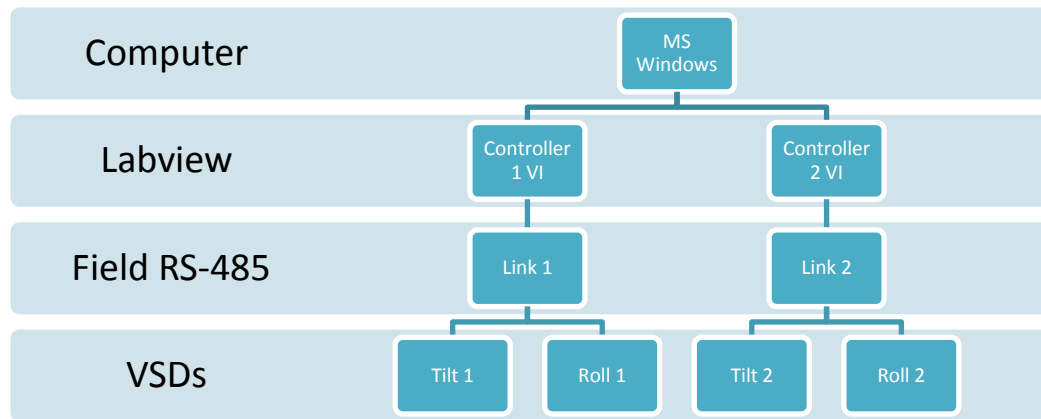 Computer
MS
Windows
Labview
Controller
1 VI
Controller
2 VI
Field RS-485
Link 1
Link 2
VSDs
Tilt 1
Roll 1
Tilt 2
Roll 2